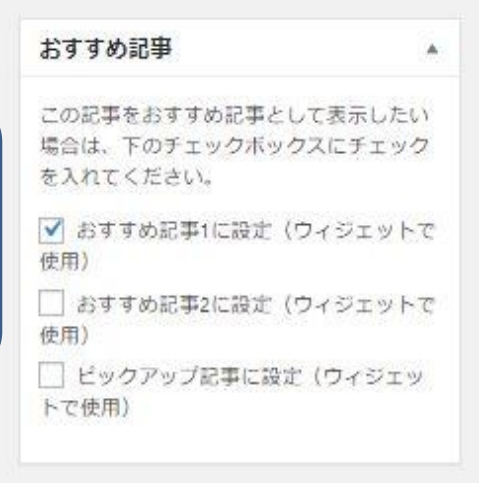 おすすめ記事
この記事をおすすめ記事として表示したい
場合は、下のチェックボックスにチェック
を入れてください。
おすすめ記事1に設定（ウィジェットで
使用）
おすすめ記事2に設定（ウィジェットで
使用）
ピックアップ記事に設定（ウィジェッ
トで使用）